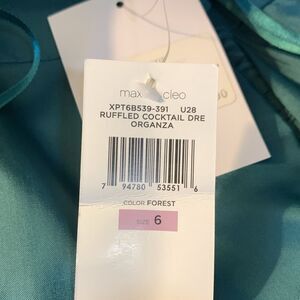 max cleo
XPT6B539-391 U28
RUFFLED COCKTAIL DRE
ORGANZA
7 94780 53551 6
COLOR FOREST
SIZE 6